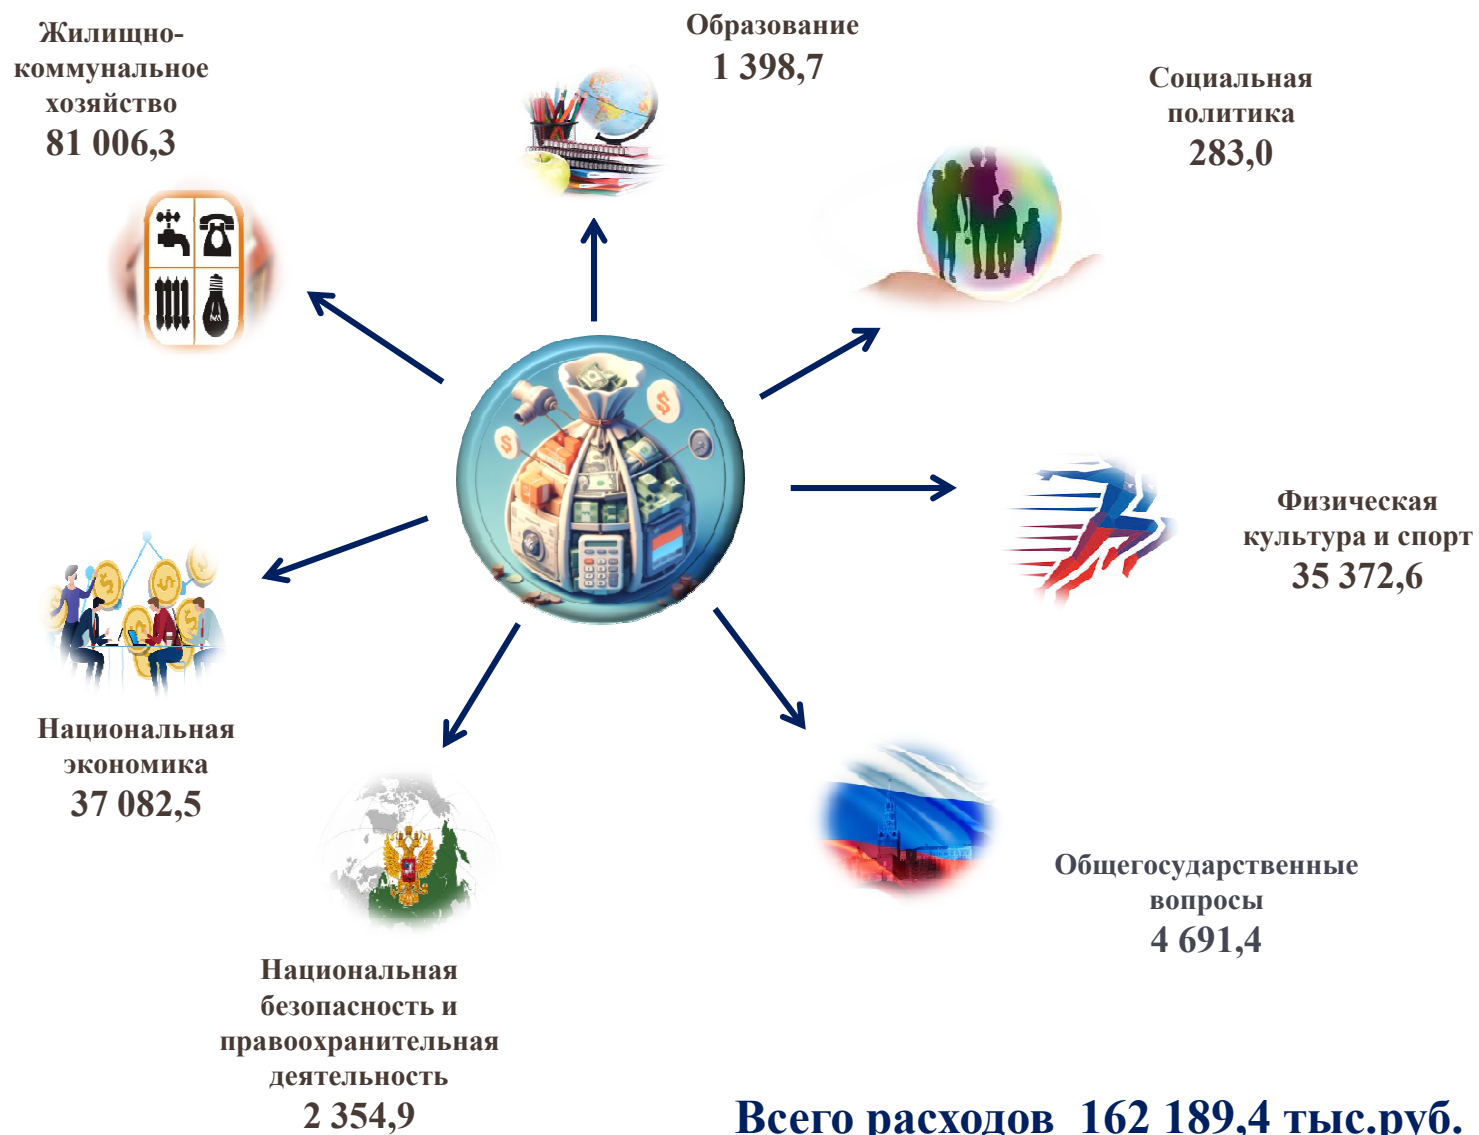 Жилищно-
коммунальное
хозяйство
81 006,3
Образование
1 398,7
Социальная
политика
283,0
Физическая
культура и спорт
35 372,6
Национальная
экономика
37 082,5
Общегосударственные
вопросы
4 691,4
Национальная
безопасность и
правоохранительная
деятельность
2 354,9
Всего расходов 162 189,4 тыс.руб.